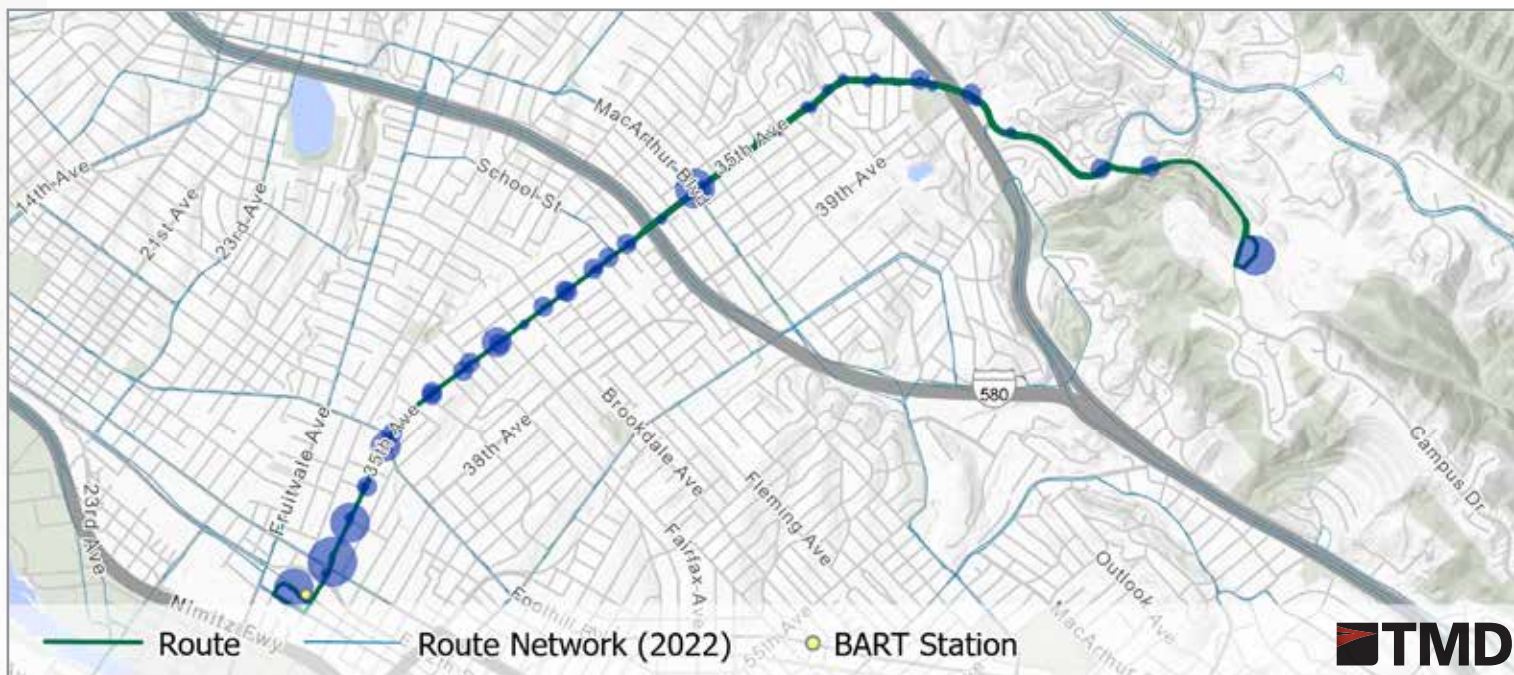 MacArthur Blvd
35th Ave
School-St
14th-Ave
21st Ave
23rd-Ave
39th Ave
580
Brookdale Ave
38th-Ave
35th Ave
Campus Dr
Fruitvale Ave
23rd Ave
Fleming Ave
Fairfax-Ave
Outlook Ave
Nimitz Fwy
Foothill
55th Ave
MacArthur
Route
Route Network (2022)
BART Station
TMD